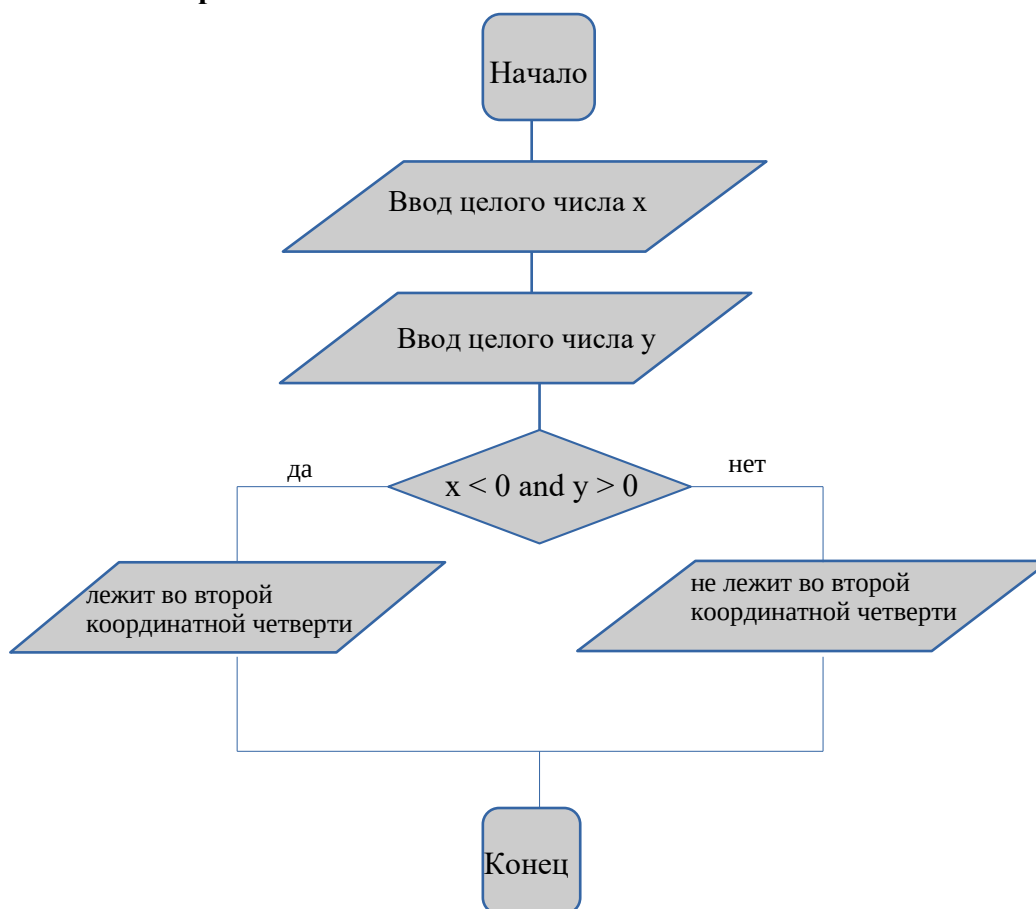 Начало
Ввод целого числа x
Ввод целого числа y
да
x < 0 and y > 0
нет
лежит во второй
координатной четверти
не лежит во второй
координатной четверти
Конец